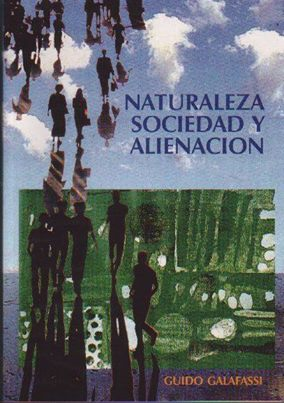 NATURALEZA
SOCIEDAD Y
ALIENACION
GUIDO GALAFASSI